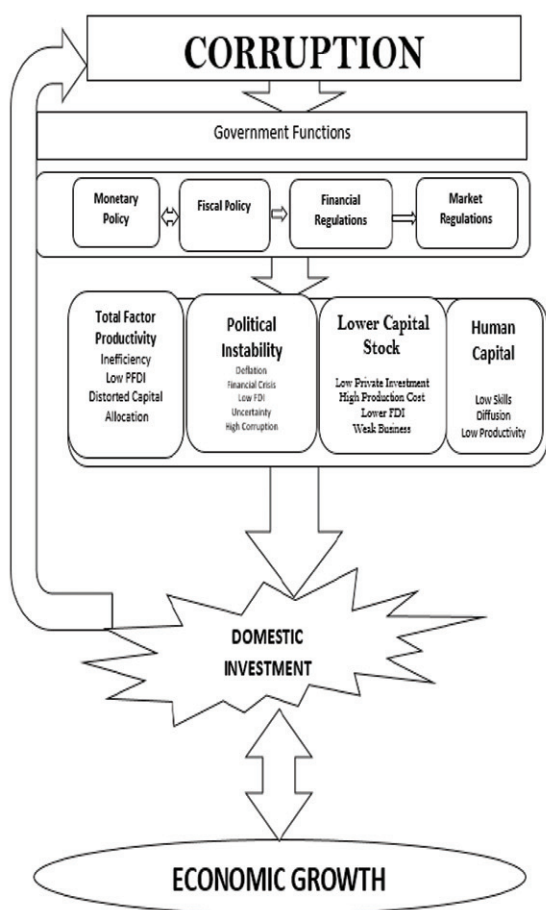 CORRUPTION
Government Functions
Monetary
Policy
Fiscal Policy
Financial
Regulations
Market
Regulations
Total Factor
Productivity
Inefficiency
Low PFDI
Distorted Capital
Allocation
Political
Instability
Deflation
Financial Crisis
Low FDI
Uncertainty
High Corruption
Lower Capital
Stock
Low Private Investment
High Production Cost
Lower FDI
Weak Business
Human
Capital
Low Skills
Diffusion
Low Productivity
DOMESTIC
INVESTMENT
ECONOMIC GROWTH